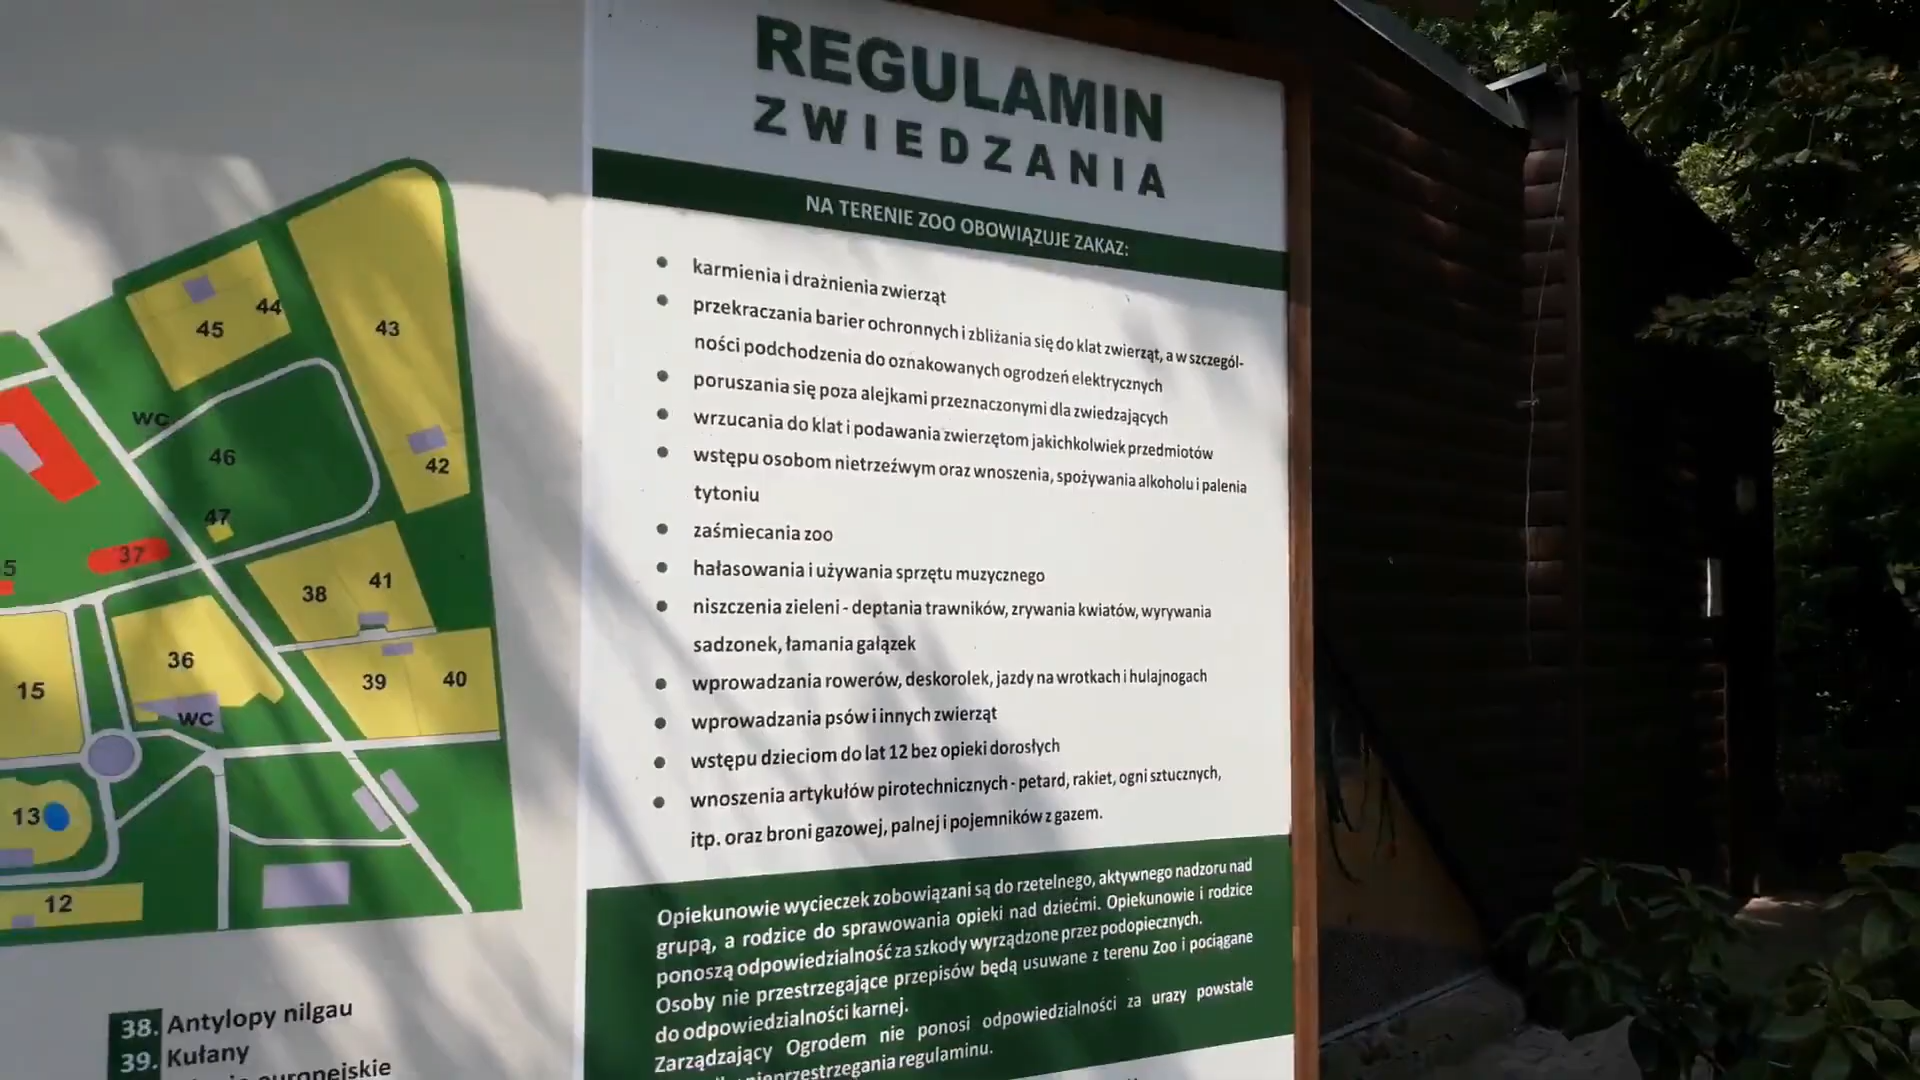 REGULAMIN
ZWIEDZANIA
NA TERENIE ZOO OBOWIĄZUJE ZAKAZ:
karmienia i drażnienia zwierząt
przekraczania barier ochronnych i zbliżania się do klat zwierząt, a w szczegól-
ności podchodzenia do oznakowanych ogrodzeń elektrycznych
poruszania się poza alejkami przeznaczonymi dla zwiedzających
wrzucania do klat i podawania zwierzętom jakichkolwiek przedmiotów
wstępu osobom nietrzeźwym oraz wnoszenia, spożywania alkoholu i palenia
tytoniu
zaśmiecania zoo
hałasowania i używania sprzętu muzycznego
niszczenia zieleni - deptania trawników, zrywania kwiatów, wyrywania
sadzonek, łamania gałązek
wprowadzania rowerów, deskorolek, jazdy na wrotkach i hulajnogach
wprowadzania psów i innych zwierząt
wstępu dzieciom do lat 12 bez opieki dorosłych
wnoszenia artykułów pirotechnicznych - petard, rakiet, ogni sztucznych,
itp. oraz broni gazowej, palnej i pojemników z gazem.
Opiekunowie wycieczek zobowiązani są do rzetelnego, aktywnego nadzoru nad
grupą, a rodzice do sprawowania opieki nad dziećmi. Opiekunowie i rodzice
ponoszą odpowiedzialność za szkody wyrządzone przez podopiecznych.
Osoby nie przestrzegające przepisów będą usuwane z terenu Zoo i pociągane
do odpowiedzialności karnej.
Zarządzający Ogrodem nie ponosi odpowiedzialności za urazy powstałe
nieprzestrzegania regulaminu.
44
45
43
WC
46
42
47
37
5
38
41
36
15
39
40
WC
13
12
38. Antylopy nilgau
39. Kułany
europejskie